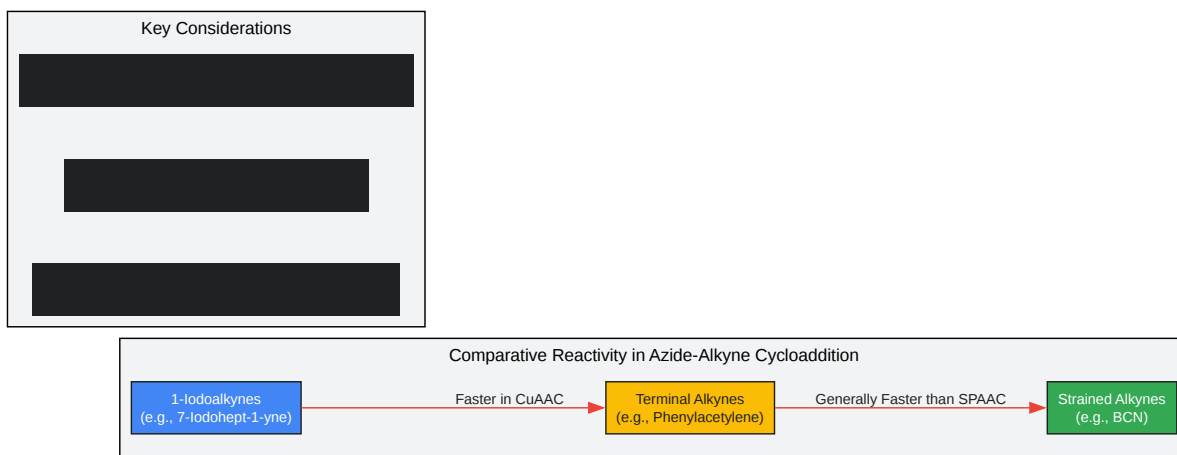 Key Considerations
Comparative Reactivity in Azide-Alkyne Cycloaddition
1-Iodoalkynes
(e.g., 7-Iodohept-1-yne)
Faster in CuAAC
Terminal Alkynes
(e.g., Phenylacetylene)
Generally Faster than SPAAC
Strained Alkynes
(e.g., BCN)